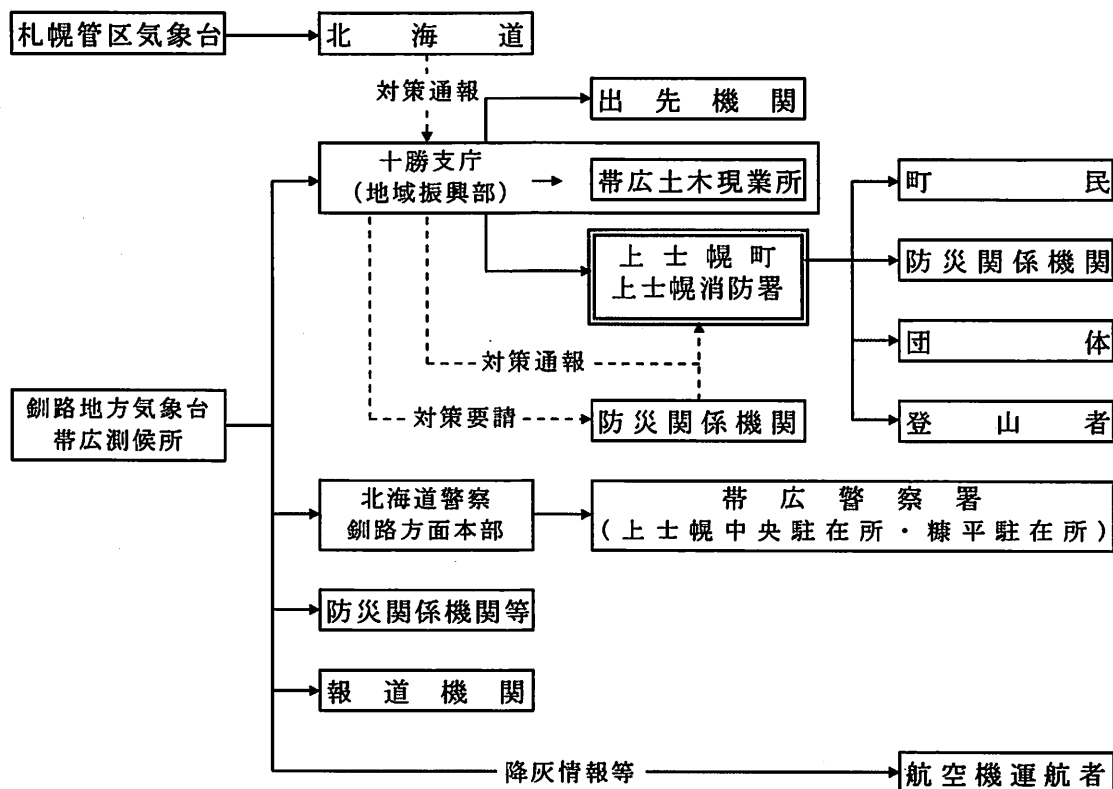 札幌管区気象台
北海道
対策通報
出先機関
十勝支庁
(地域振興部)
帯広土木現業所
町民
上士幌町
上士幌消防署
防災関係機関
対策通報
団体
釧路地方気象台
帯広測候所
対策要請
防災関係機関
登山者
北海道警察
釧路方面本部
帯広警察署
(上士幌中央駐在所・糠平駐在所)
防災関係機関等
報道機関
降灰情報等
航空機運航者